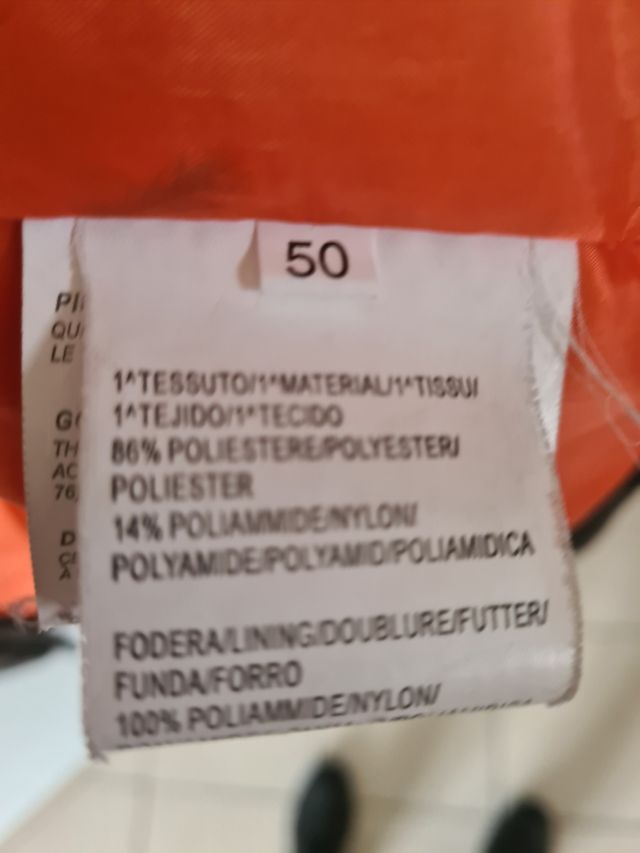 50
1^TESSUTO/1^MATERIAL/1^TISSU/
1^TEJIDO/1^TECIDO
86% POLIESTERE/POLYESTER/
POLIESTER
14% POLIAMMIDE/NYLON/
POLYAMIDE/POLYAMID/POLIAMIDICA
FODERA/LINING/DOUBLURE/FUTTER/
FUNDA/FORRO
100% POLIAMMIDE/NYLON/
LE